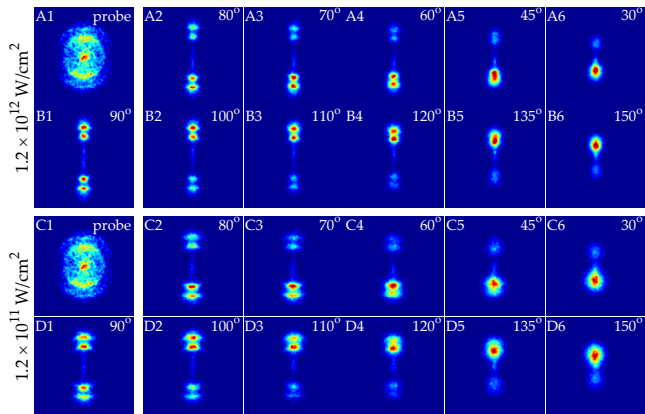 1.2 × 10¹² W/cm²
A1 probe
A2 80°
A3 70°
A4 60°
A5 45°
A6 30°
B1 90°
B2 100°
B3 110°
B4 120°
B5 135°
B6 150°
1.2 × 10¹¹ W/cm²
C1 probe
C2 80°
C3 70°
C4 60°
C5 45°
C6 30°
D1 90°
D2 100°
D3 110°
D4 120°
D5 135°
D6 150°